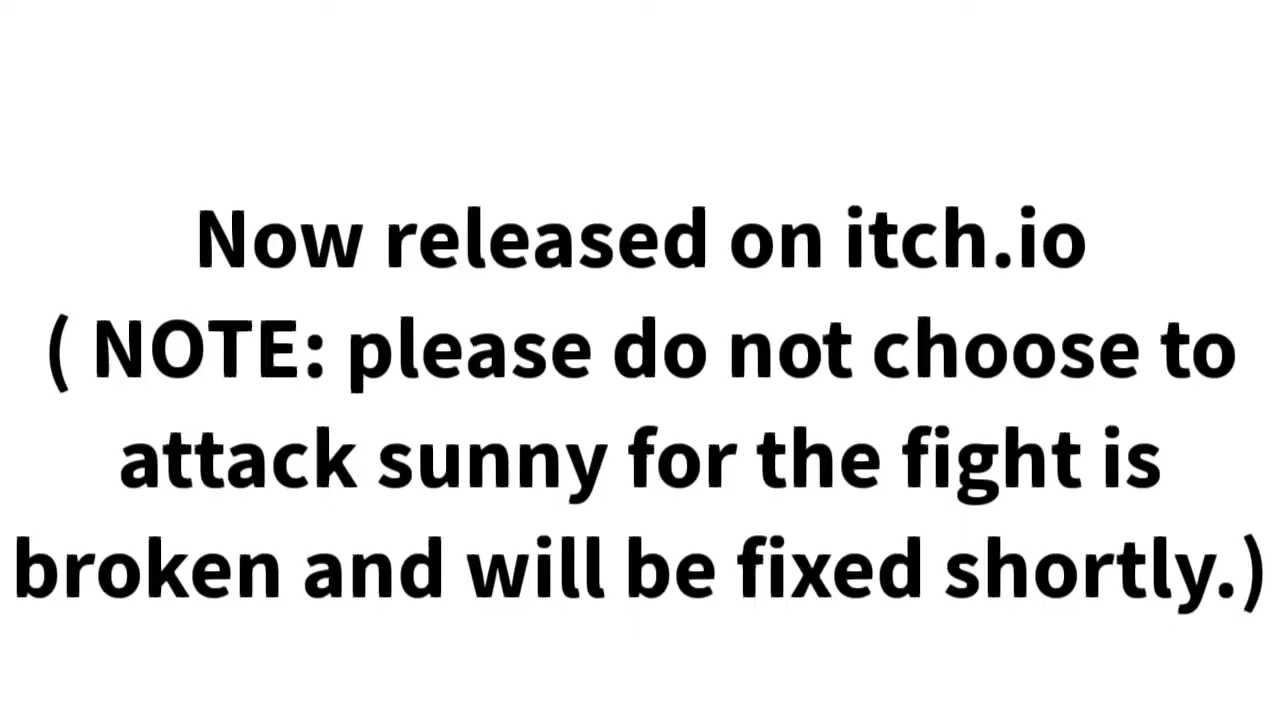 Now released on itch.io
( NOTE: please do not choose to
attack sunny for the fight is
broken and will be fixed shortly.)